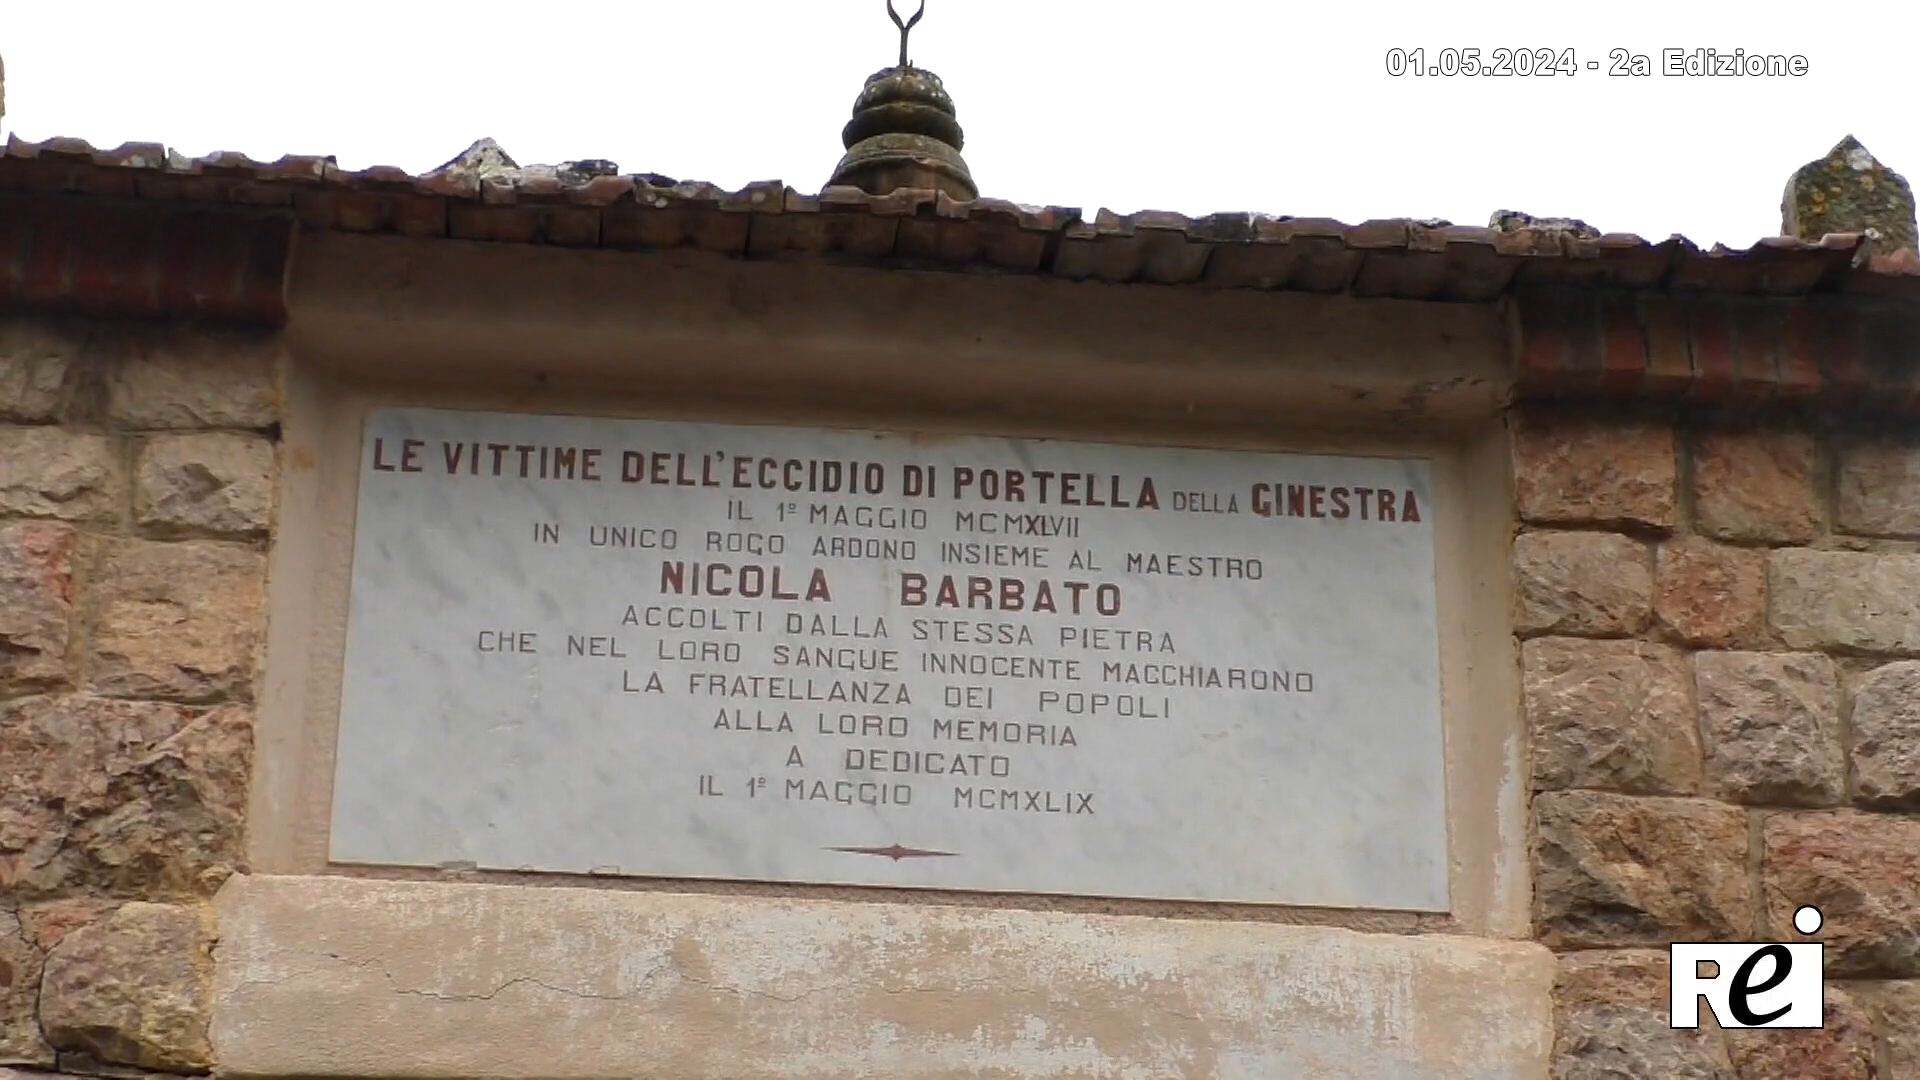 01.05.2024 - 2a Edizione
LE VITTIME DELL'ECCIDIO DI PORTELLA DELLA GINESTRA
IL 1º MAGGIO MCMXLVII
IN UNICO ROGO ARDONO INSIEME AL MAESTRO
NICOLA BARBATO
ACCOLTI DALLA STESSA PIETRA
CHE NEL LORO SANGUE INNOCENTE MACCHIARONO
LA FRATELLANZA DEI POPOLI
ALLA LORO MEMORIA
A DEDICATO
IL 1º MAGGIO MCMXLIX
Rei